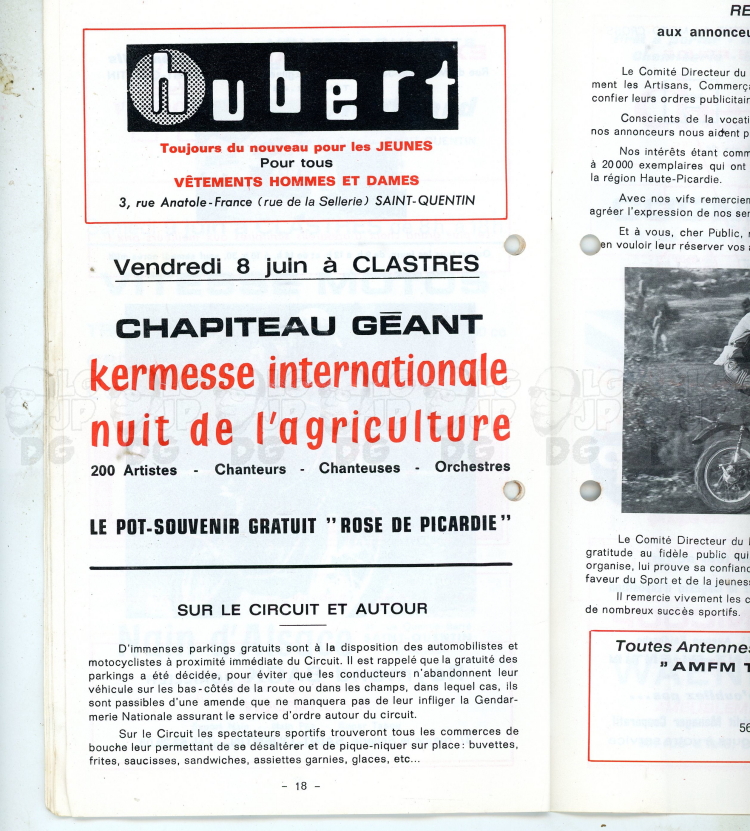 hubert
Toujours du nouveau pour les JEUNES
Pour tous
VÊTEMENTS HOMMES ET DAMES
3, rue Anatole-France (rue de la Sellerie) SAINT-QUENTIN
Vendredi 8 juin à CLASTRES
CHAPITEAU GÉANT
kermesse internationale
nuit de l'agriculture
200 Artistes - Chanteurs - Chanteuses - Orchestres
LE POT-SOUVENIR GRATUIT "ROSE DE PICARDIE"
SUR LE CIRCUIT ET AUTOUR
D'immenses parkings gratuits sont à la disposition des automobilistes et
motocyclistes à proximité immédiate du Circuit. Il est rappelé que la gratuité des
parkings a été décidée, pour éviter que les conducteurs n'abandonnent leur
véhicule sur les bas-côtés de la route ou dans les champs, dans lequel cas, ils
sont passibles d'une amende que ne manquera pas de leur infliger la Gendar-
merie Nationale assurant le service d'ordre autour du circuit.
Sur le Circuit les spectateurs sportifs trouveront tous les commerces de
bouche leur permettant de se désaltérer et de pique-niquer sur place: buvettes,
frites, saucisses, sandwiches, assiettes garnies, glaces, etc...
- 18 -
RE
aux annonceu
Le Comité Directeur du
ment les Artisans, Commerça
confier leurs ordres publicitair
Conscients de la vocati
nos annonceurs nous aident p
Nos intérêts étant comm
à 20000 exemplaires qui ont
la région Haute-Picardie.
Avec nos vifs remerciem
agréer l'expression de nos sen
Et à vous, cher Public, n
en vouloir leur réserver vos a
Le Comité Directeur du
gratitude au fidèle public qui
organise, lui prouve sa confianc
faveur du Sport et de la jeuness
Il remercie vivement les c
de nombreux succès sportifs.
Toutes Antennes
"AMFM T
56
LG
JP
DG